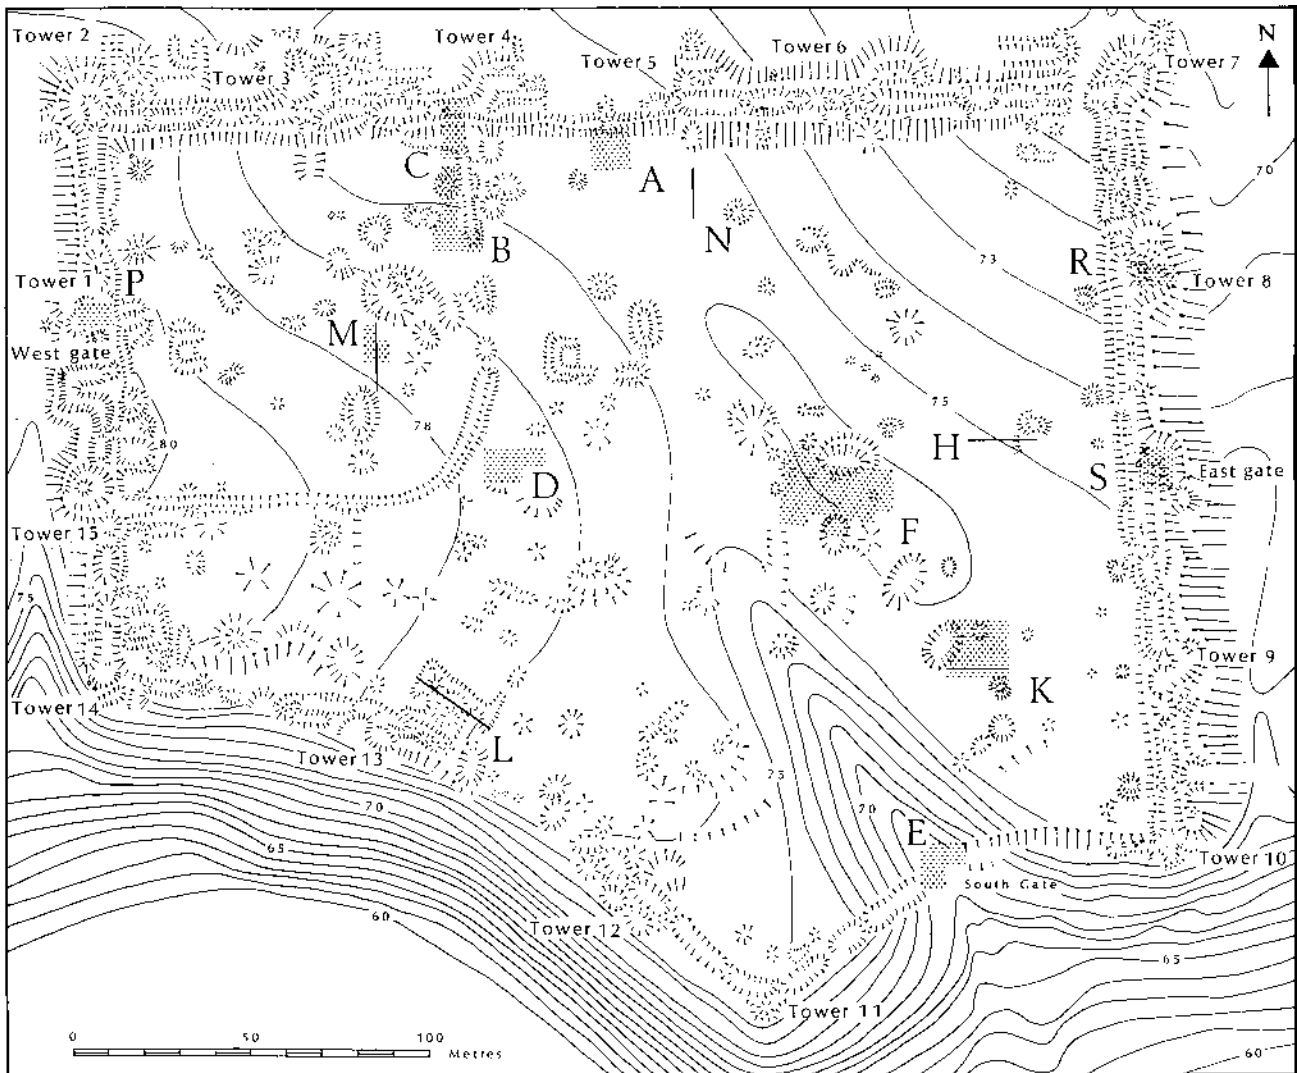 Tower 2
Tower 4
N
Tower 3
Tower 5
Tower 6
Tower 7
C
A
70
B
N
73
R
Tower 1
P
Tower 8
M
West gate
75
80
78
H
D
S
East gate
F
Tower 15
75
Tower 9
K
Tower 14
L
Tower 13
70
75
70
E
65
South Gate
Tower 10
60
Tower 12
65
Tower 11
0 50 100
Metres
60